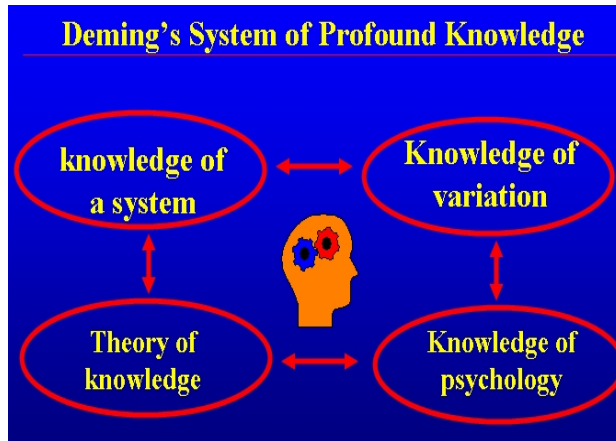 Deming's System of Profound Knowledge
knowledge of
a system
Knowledge of
variation
Theory of
knowledge
Knowledge of
psychology